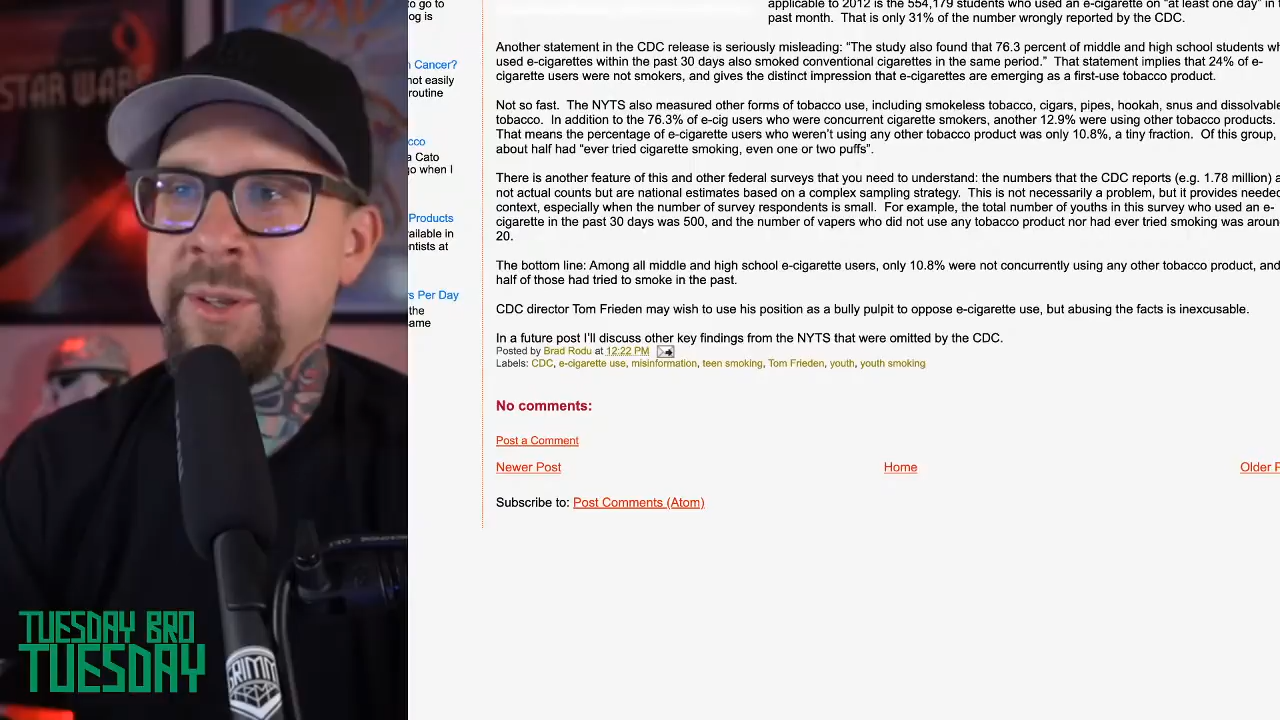 STAR WARS
to go to
og is
n Cancer?
not easily
routine
cco
a Cato
go when I
Products
vailable in
entists at
rs Per Day
the
ame
applicable to 2012 is the 554,179 students who used an e-cigarette on “at least one day” in t
past month. That is only 31% of the number wrongly reported by the CDC.
Another statement in the CDC release is seriously misleading: “The study also found that 76.3 percent of middle and high school students wh
used e-cigarettes within the past 30 days also smoked conventional cigarettes in the same period.” That statement implies that 24% of e-
cigarette users were not smokers, and gives the distinct impression that e-cigarettes are emerging as a first-use tobacco product.
Not so fast. The NYTS also measured other forms of tobacco use, including smokeless tobacco, cigars, pipes, hookah, snus and dissolvable
tobacco. In addition to the 76.3% of e-cig users who were concurrent cigarette smokers, another 12.9% were using other tobacco products.
That means the percentage of e-cigarette users who weren’t using any other tobacco product was only 10.8%, a tiny fraction. Of this group,
about half had “ever tried cigarette smoking, even one or two puffs”.
There is another feature of this and other federal surveys that you need to understand: the numbers that the CDC reports (e.g. 1.78 million) a
not actual counts but are national estimates based on a complex sampling strategy. This is not necessarily a problem, but it provides needed
context, especially when the number of survey respondents is small. For example, the total number of youths in this survey who used an e-
cigarette in the past 30 days was 500, and the number of vapers who did not use any tobacco product nor had ever tried smoking was aroun
20.
The bottom line: Among all middle and high school e-cigarette users, only 10.8% were not concurrently using any other tobacco product, and
half of those had tried to smoke in the past.
CDC director Tom Frieden may wish to use his position as a bully pulpit to oppose e-cigarette use, but abusing the facts is inexcusable.
In a future post I’ll discuss other key findings from the NYTS that were omitted by the CDC.
Posted by Brad Rodu at 12:22 PM
Labels: CDC, e-cigarette use, misinformation, teen smoking, Tom Frieden, youth, youth smoking
No comments:
Post a Comment
Newer Post Home Older P
Subscribe to: Post Comments (Atom)
TUESDAY BRO
TUESDAY
GRIMM